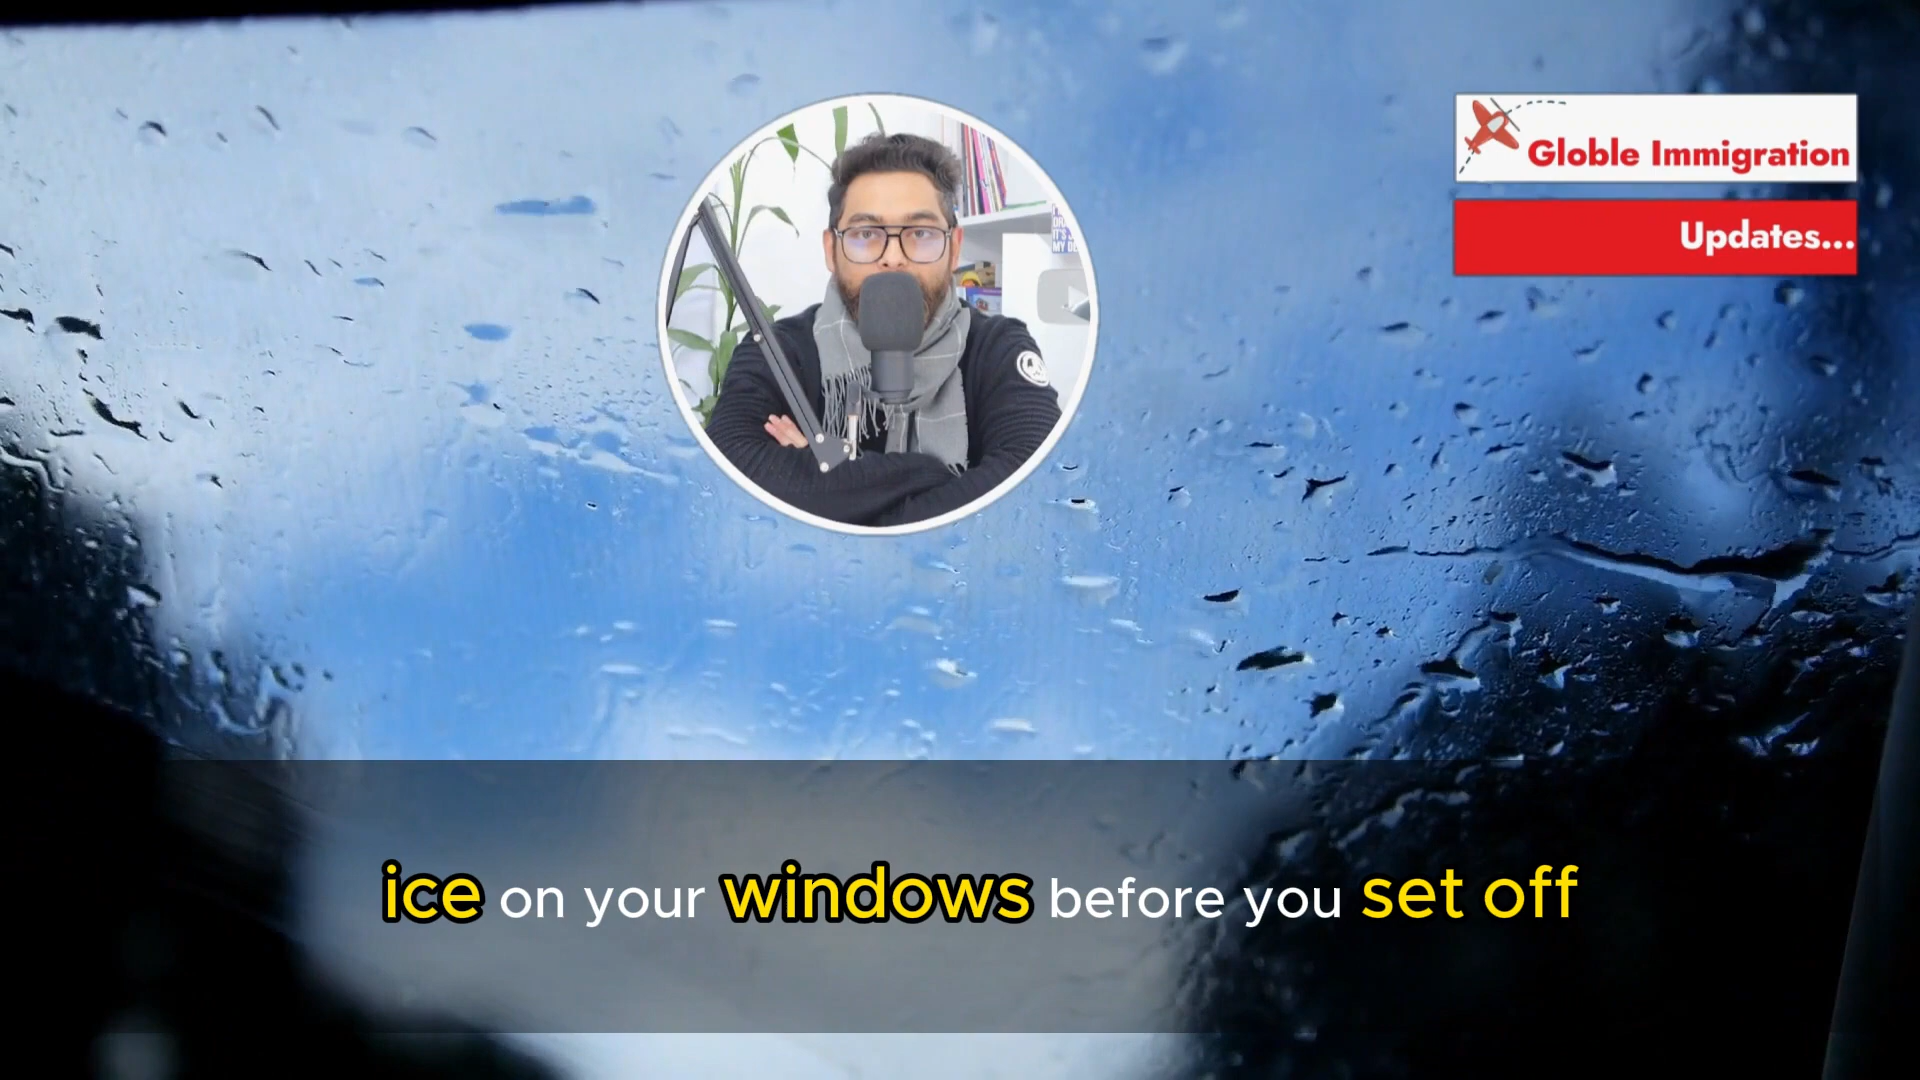 Globle Immigration
Updates...
ice on your windows before you set off